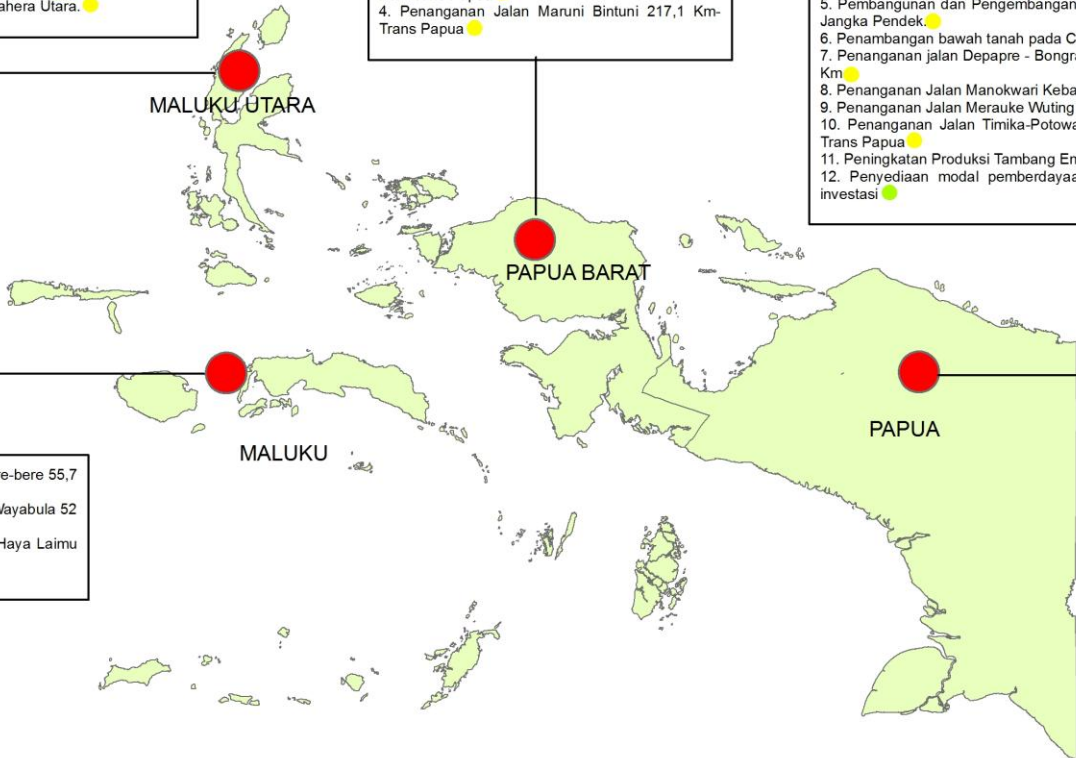 ahera Utara.
4. Penanganan Jalan Maruni Bintuni 217,1 Km-
Trans Papua
5. Pembangunan dan Pengembangan
Jangka Pendek.
6. Penambangan bawah tanah pada C
7. Penanganan jalan Depapre - Bongra
Km
8. Penanganan Jalan Manokwari Keba
9. Penanganan Jalan Merauke Wuting
10. Penanganan Jalan Timika-Potowa
Trans Papua
11. Peningkatan Produksi Tambang Em
12. Penyediaan modal pemberdayaa
investasi
MALUKU UTARA
PAPUA BARAT
PAPUA
MALUKU
e-bere 55,7
Wayabula 52
Haya Laimu